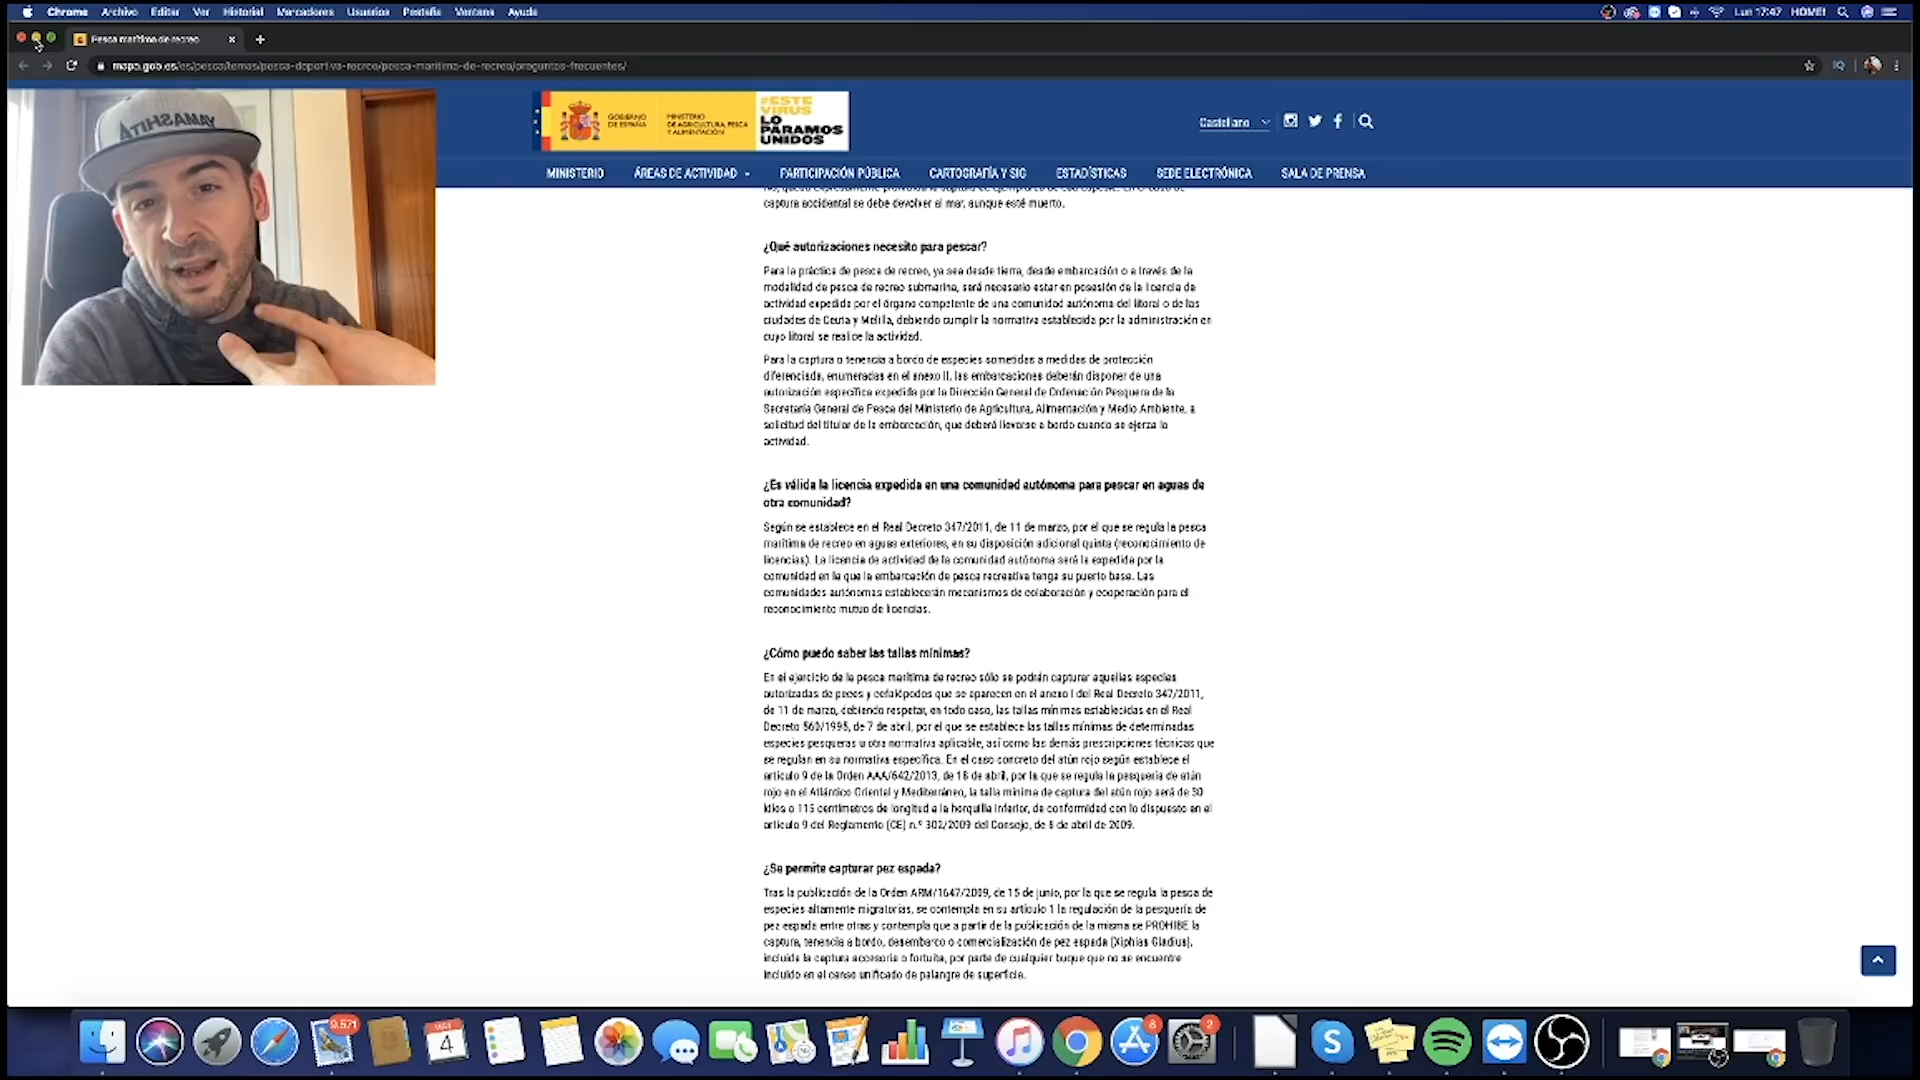 Chrome Archivo Editar Ver Historial Marcadores Usuarios Pestaña Ventana Ayuda
Lun 17:47 HOME!
Pesca marítima de recreo
mapa.gob.es/es/pesca/temas/pesca-deportiva-recreo/pesca-maritima-de-recreo/preguntas-frecuentes/
YAMASHITA
GOBIERNO DE ESPAÑA
MINISTERIO DE AGRICULTURA, PESCA Y ALIMENTACIÓN
#ESTE
VIRUS
LO
PARAMOS
UNIDOS
Castellano
MINISTERIO ÁREAS DE ACTIVIDAD PARTICIPACIÓN PÚBLICA CARTOGRAFÍA Y SIG ESTADÍSTICAS SEDE ELECTRÓNICA SALA DE PRENSA
captura accidental se debe devolver al mar, aunque esté muerto.
¿Qué autorizaciones necesito para pescar?
Para la práctica de pesca de recreo, ya sea desde tierra, desde embarcación o a través de la
modalidad de pesca de recreo submarina, será necesario estar en posesión de la licencia de
actividad expedida por el órgano competente de una comunidad autónoma del litoral o de las
ciudades de Ceuta y Melilla, debiendo cumplir la normativa establecida por la administración en
cuyo litoral se realice la actividad.
Para la captura o tenencia a bordo de especies sometidas a medidas de protección
diferenciada, enumeradas en el anexo II, las embarcaciones deberán disponer de una
autorización específica expedida por la Dirección General de Ordenación Pesquera de la
Secretaría General de Pesca del Ministerio de Agricultura, Alimentación y Medio Ambiente, a
solicitud del titular de la embarcación, que deberá llevarse a bordo cuando se ejerza la
actividad.
¿Es válida la licencia expedida en una comunidad autónoma para pescar en aguas de
otra comunidad?
Según se establece en el Real Decreto 347/2011, de 11 de marzo, por el que se regula la pesca
marítima de recreo en aguas exteriores, en su disposición adicional quinta (reconocimiento de
licencias). La licencia de actividad de la comunidad autónoma será la expedida por la
comunidad en la que la embarcación de pesca recreativa tenga su puerto base. Las
comunidades autónomas establecerán mecanismos de colaboración y cooperación para el
reconocimiento mutuo de licencias.
¿Cómo puedo saber las tallas mínimas?
En el ejercicio de la pesca marítima de recreo sólo se podrán capturar aquellas especies
autorizadas de peces y cefalópodos que se aparecen en el anexo I del Real Decreto 347/2011,
de 11 de marzo, debiendo respetar, en todo caso, las tallas mínimas establecidas en el Real
Decreto 560/1995, de 7 de abril, por el que se establece las tallas mínimas de determinadas
especies pesqueras u otra normativa aplicable, así como las demás prescripciones técnicas que
se regulan en su normativa específica. En el caso concreto del atún rojo según establece el
artículo 9 de la Orden AAA/642/2013, de 18 de abril, por la que se regula la pesquería de atún
rojo en el Atlántico Oriental y Mediterráneo, la talla mínima de captura del atún rojo será de 30
kilos o 115 centímetros de longitud a la horquilla inferior, de conformidad con lo dispuesto en el
artículo 9 del Reglamento (CE) n.º 302/2009 del Consejo, de 6 de abril de 2009.
¿Se permite capturar pez espada?
Tras la publicación de la Orden ARM/1647/2009, de 15 de junio, por la que se regula la pesca de
especies altamente migratorias, se contempla en su artículo 1 la regulación de la pesquería de
pez espada entre otras y contempla que a partir de la publicación de la misma se PROHIBE la
captura, tenencia a bordo, desembarco o comercialización de pez espada (Xiphias Gladius),
incluida la captura accesoria o fortuita, por parte de cualquier buque que no se encuentre
incluido en el censo unificado de palangre de superficie.
9.571
4
8
2